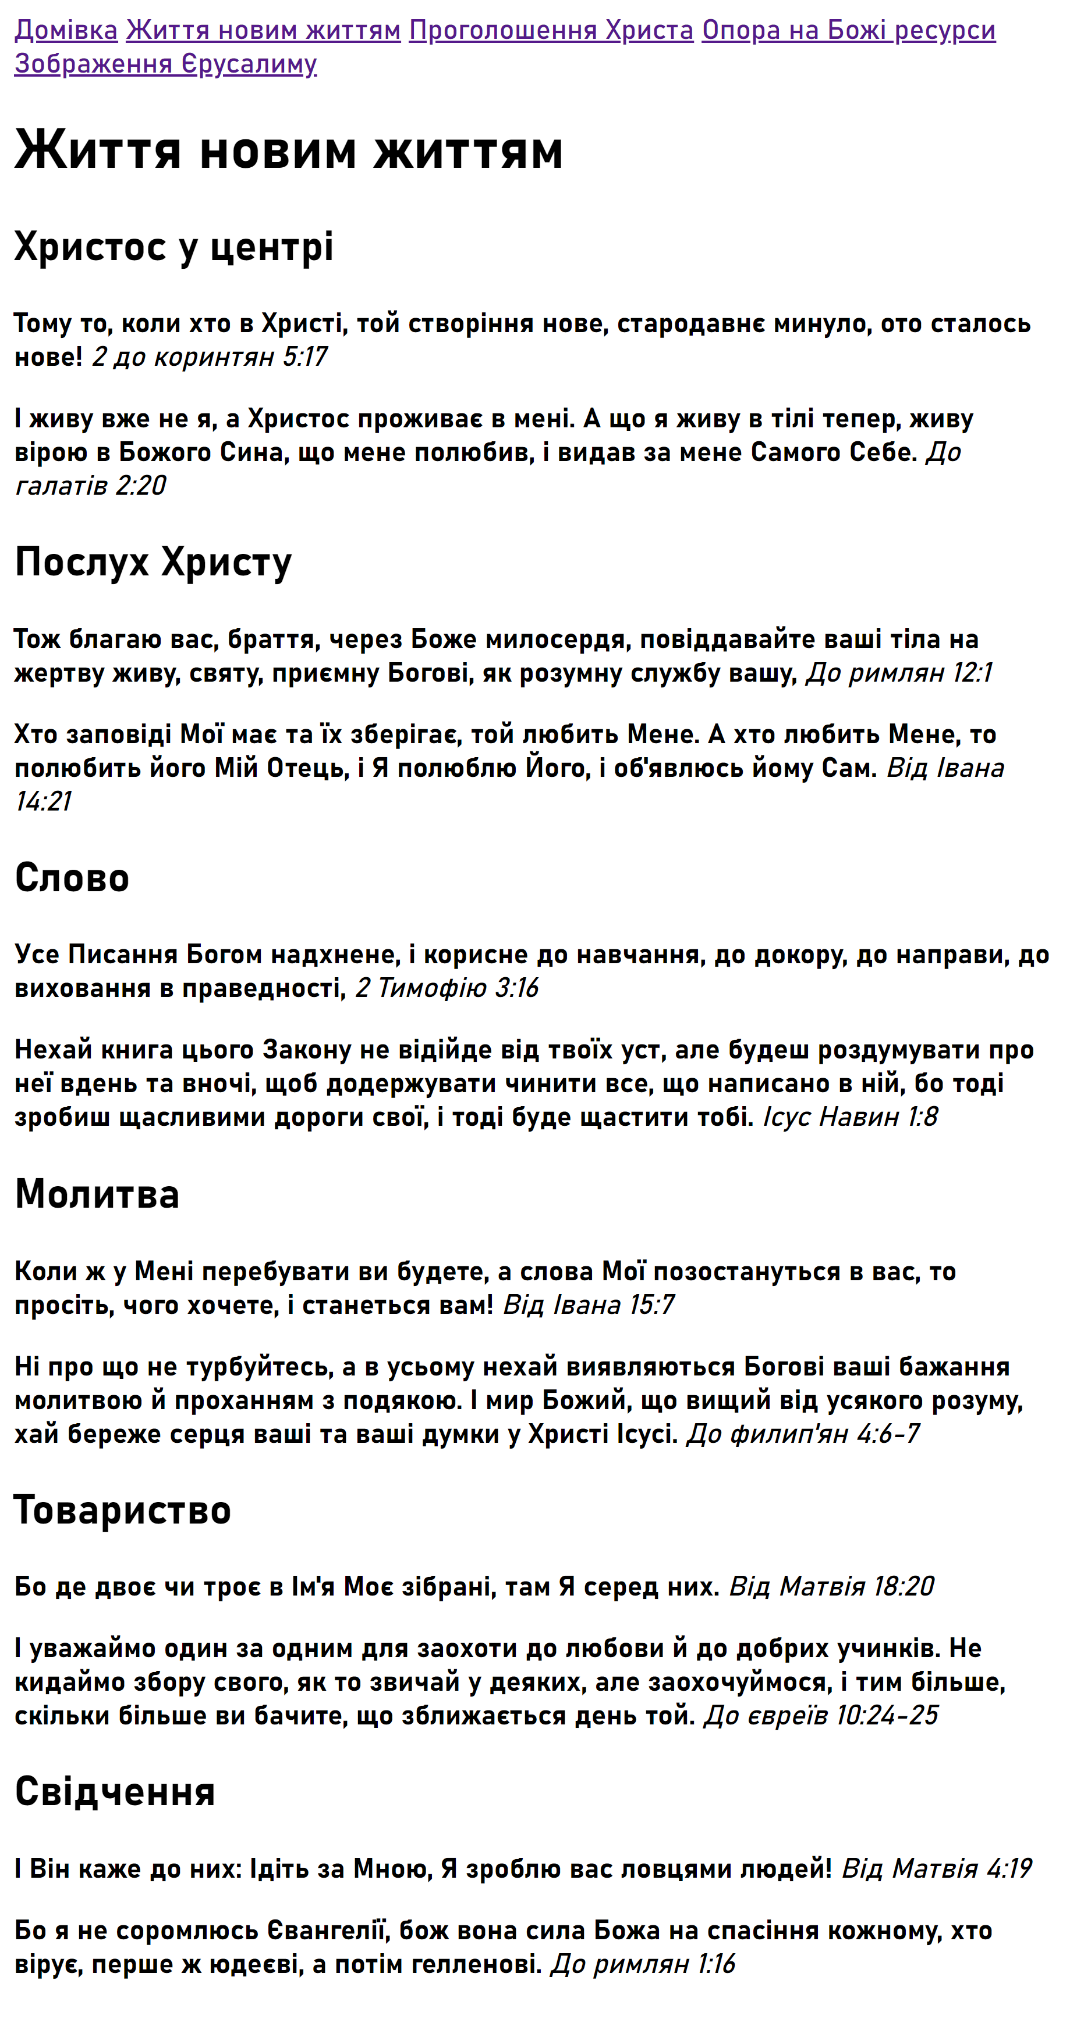 Домівка Життя новим життям Проголошення Христа Опора на Божі ресурси
Зображення Єрусалиму
Життя новим життям
Христос у центрі
Тому то, коли хто в Христі, той створіння нове, стародавнє минуло, ото сталось
нове! 2 до коринтян 5:17
І живу вже не я, а Христос проживає в мені. А що я живу в тілі тепер, живу
вірою в Божого Сина, що мене полюбив, і видав за мене Самого Себе. До
галатів 2:20
Послух Христу
Тож благаю вас, браття, через Боже милосердя, повіддавайте ваші тіла на
жертву живу, святу, приємну Богові, як розумну службу вашу, До римлян 12:1
Хто заповіді Мої має та їх зберігає, той любить Мене. А хто любить Мене, то
полюбить його Мій Отець, і Я полюблю Його, і об'явлюсь йому Сам. Від Івана
14:21
Слово
Усе Писання Богом надхнене, і корисне до навчання, до докору, до направи, до
виховання в праведності, 2 Тимофію 3:16
Нехай книга цього Закону не відійде від твоїх уст, але будеш роздумувати про
неї вдень та вночі, щоб додержувати чинити все, що написано в ній, бо тоді
зробиш щасливими дороги свої, і тоді буде щастити тобі. Ісус Навин 1:8
Молитва
Коли ж у Мені перебувати ви будете, а слова Мої позостануться в вас, то
просіть, чого хочете, і станеться вам! Від Івана 15:7
Ні про що не турбуйтесь, а в усьому нехай виявляються Богові ваші бажання
молитвою й проханням з подякою. І мир Божий, що вищий від усякого розуму,
хай береже серця ваші та ваші думки у Христі Ісусі. До филип'ян 4:6-7
Товариство
Бо де двоє чи троє в Ім'я Моє зібрані, там Я серед них. Від Матвія 18:20
І уважаймо один за одним для заохоти до любови й до добрих учинків. Не
кидаймо збору свого, як то звичай у деяких, але заохочуймося, і тим більше,
скільки більше ви бачите, що зближається день той. До євреїв 10:24-25
Свідчення
І Він каже до них: Ідіть за Мною, Я зроблю вас ловцями людей! Від Матвія 4:19
Бо я не соромлюсь Євангелії, бож вона сила Божа на спасіння кожному, хто
вірує, перше ж юдеєві, а потім гелленові. До римлян 1:16